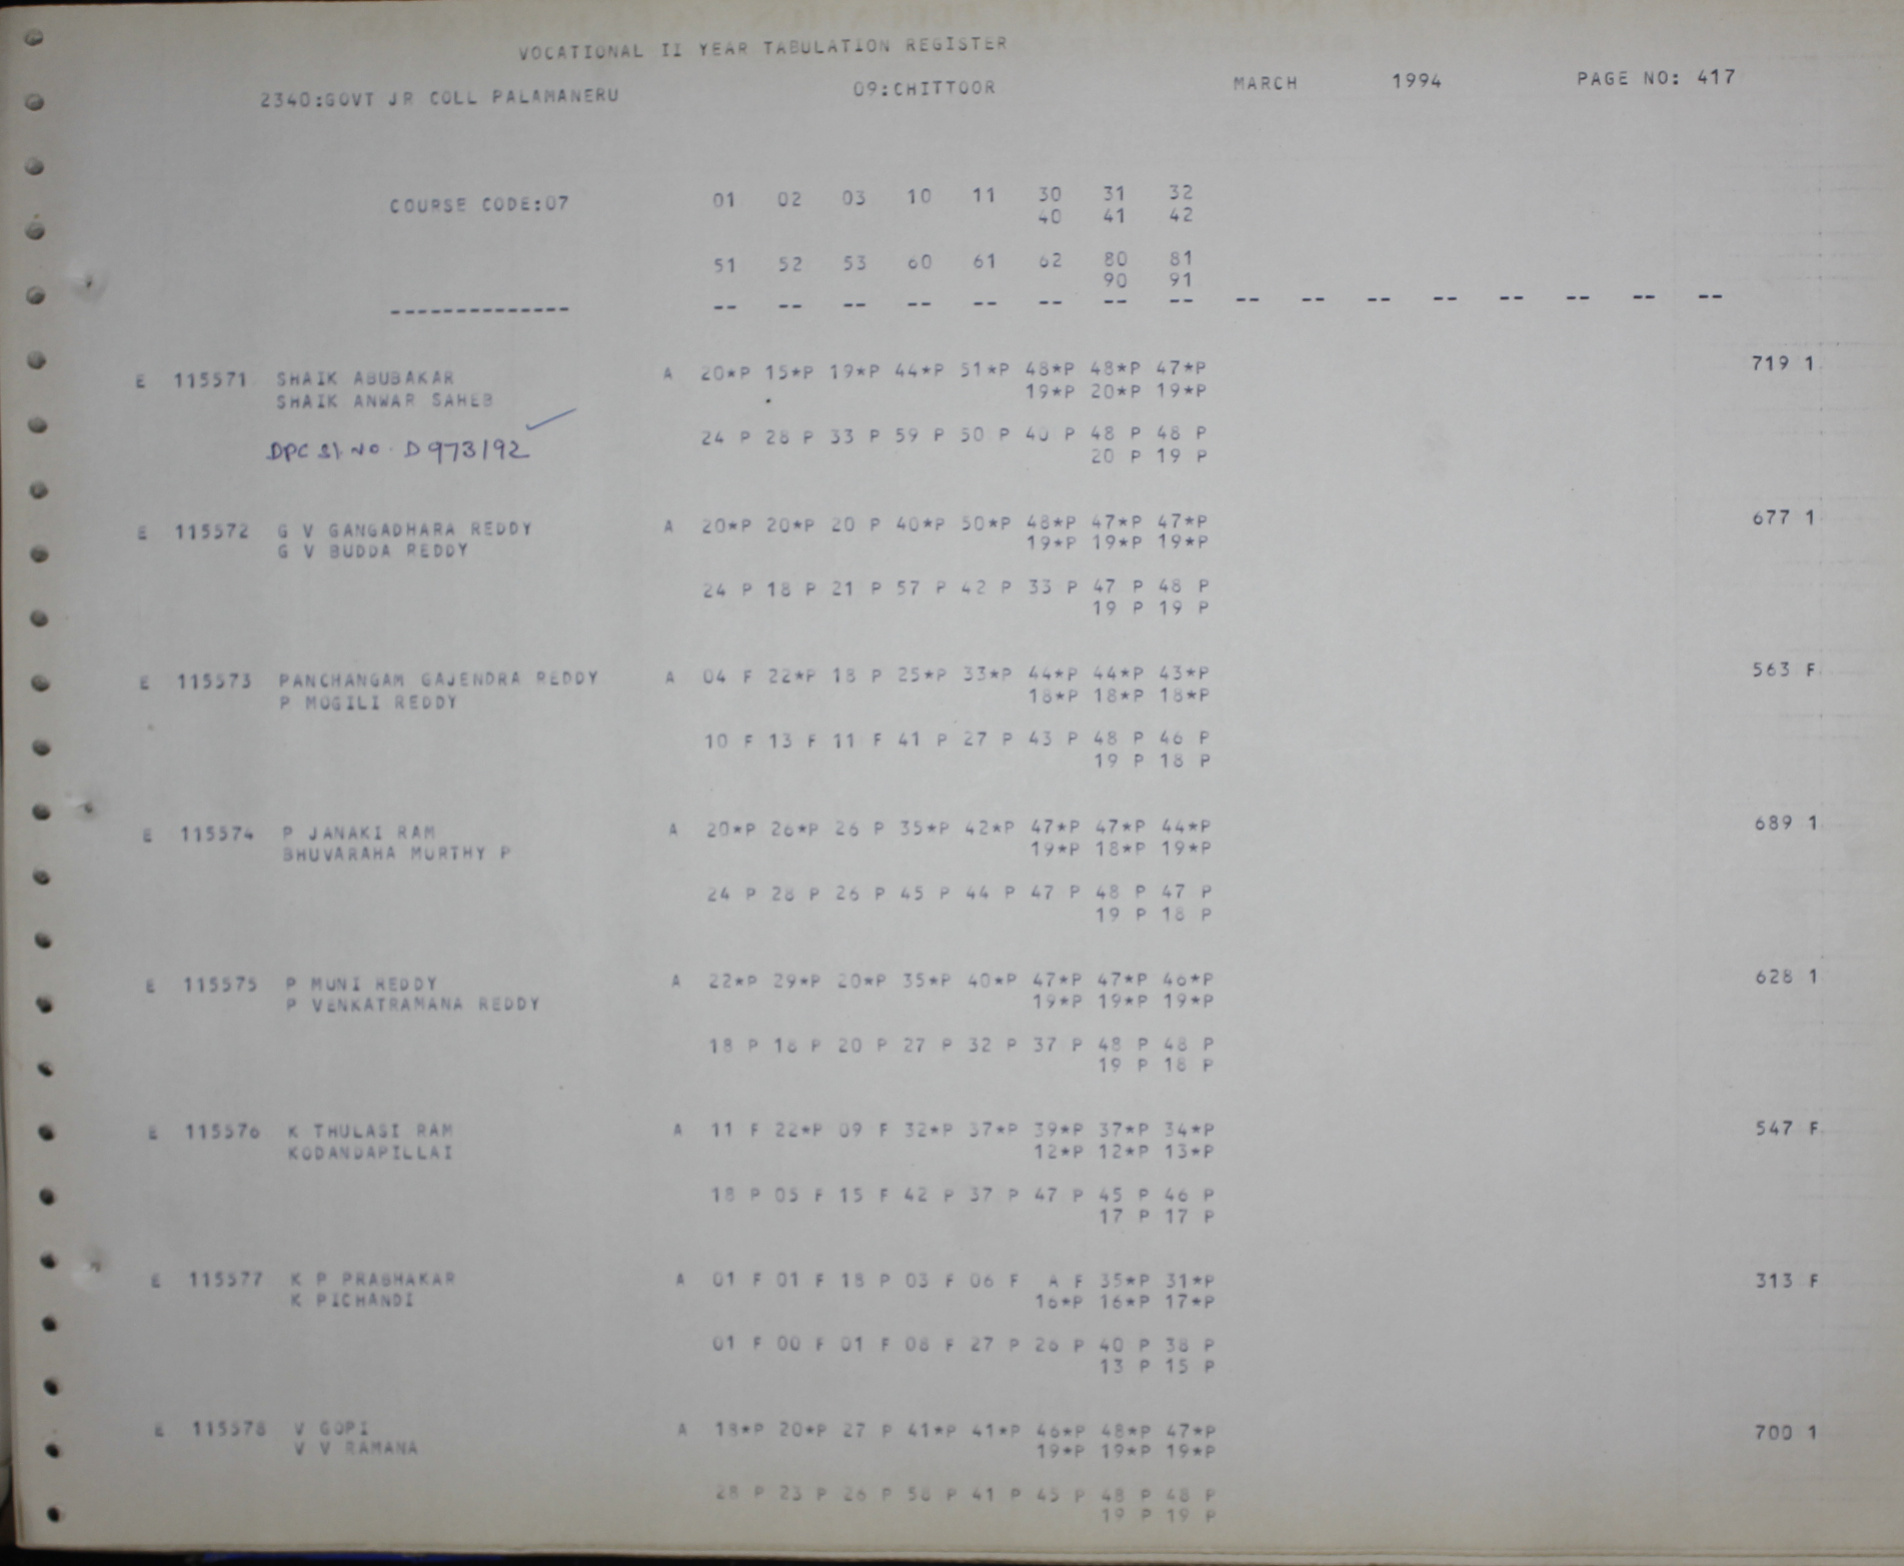 VOCATIONAL II YEAR TABULATION REGISTER
2340:GOVT JR COLL PALAMANERU 09:CHITTOOR MARCH 1994 PAGE NO: 417
COURSE CODE:07 01 02 03 10 11 30 31 32
40 41 42
51 52 53 60 61 62 80 81
90 91
-------------- -- -- -- -- -- -- -- -- -- -- -- -- -- -- -- --
E 115571 SHAIK ABUBAKAR A 20*P 15*P 19*P 44*P 51*P 48*P 48*P 47*P 719 1
SHAIK ANWAR SAHEB 19*P 20*P 19*P
24 P 28 P 33 P 59 P 50 P 40 P 48 P 48 P
DPC Sl. No. D 973192
20 P 19 P
E 115572 G V GANGADHARA REDDY A 20*P 20*P 20 P 40*P 50*P 48*P 47*P 47*P 677 1
G V BUDDA REDDY 19*P 19*P 19*P
24 P 18 P 21 P 57 P 42 P 33 P 47 P 48 P
19 P 19 P
E 115573 PANCHANGAM GAJENDRA REDDY A 04 F 22*P 18 P 25*P 33*P 44*P 44*P 43*P 563 F
P MOGILI REDDY 18*P 18*P 18*P
10 F 13 F 11 F 41 P 27 P 43 P 48 P 46 P
19 P 18 P
E 115574 P JANAKI RAM A 20*P 26*P 26 P 35*P 42*P 47*P 47*P 44*P 689 1
BHUVARAHA MURTHY P 19*P 18*P 19*P
24 P 28 P 26 P 45 P 44 P 47 P 48 P 47 P
19 P 18 P
E 115575 P MUNI REDDY A 22*P 29*P 20*P 35*P 40*P 47*P 47*P 46*P 628 1
P VENKATRAMANA REDDY 19*P 19*P 19*P
18 P 18 P 20 P 27 P 32 P 37 P 48 P 48 P
19 P 18 P
E 115576 K THULASI RAM A 11 F 22*P 09 F 32*P 37*P 39*P 37*P 34*P 547 F
KODANDAPILLAI 12*P 12*P 13*P
18 P 05 F 15 F 42 P 37 P 47 P 45 P 46 P
17 P 17 P
E 115577 K P PRABHAKAR A 01 F 01 F 18 P 03 F 06 F A F 35*P 31*P 313 F
K PICHANDI 16*P 16*P 17*P
01 F 00 F 01 F 08 F 27 P 26 P 40 P 38 P
13 P 15 P
E 115578 V GOPI A 18*P 20*P 27 P 41*P 41*P 46*P 48*P 47*P 700 1
V V RAMANA 19*P 19*P 19*P
28 P 23 P 26 P 58 P 41 P 45 P 48 P 48 P
19 P 19 P